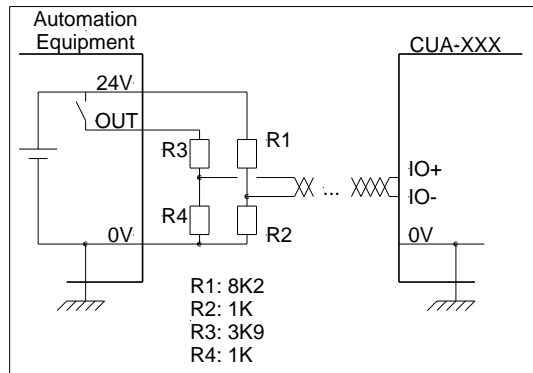 Automation
Equipment
CUA-XXX
24V
OUT
R1
R3
IO+
...
IO-
R4
R2
0V
0V
R1: 8K2
R2: 1K
R3: 3K9
R4: 1K